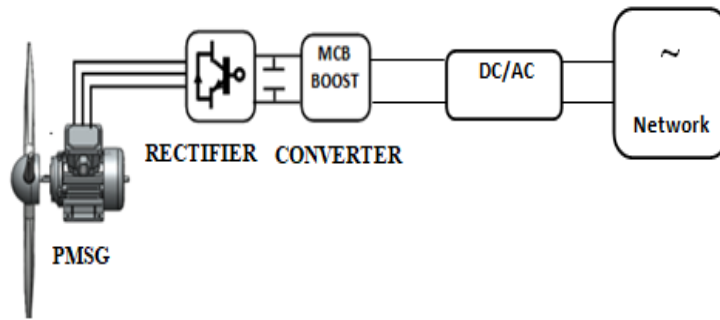 MCB
BOOST
DC/AC
~
Network
RECTIFIER
CONVERTER
PMSG